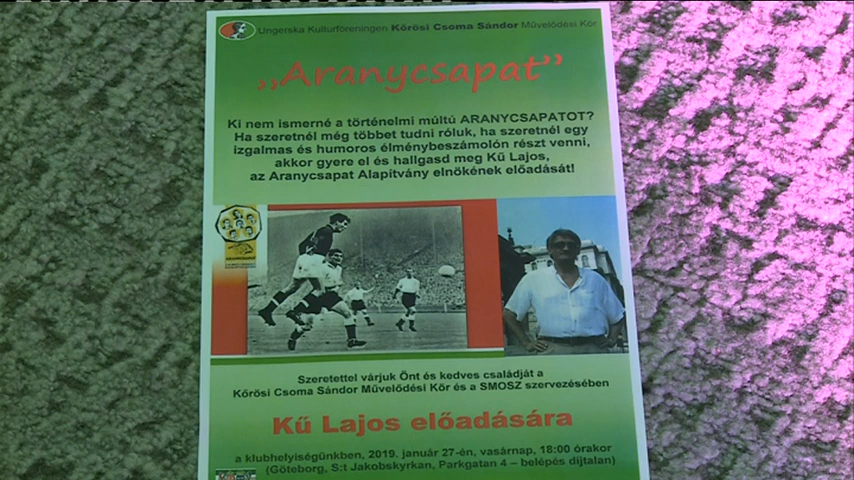 Ungerska Kulturföreningen Kőrösi Csoma Sándor Művelődési Kör
„Aranycsapat”
Ki nem ismerné a történelmi múltú ARANYCSAPATOT?
Ha szeretnél még többet tudni róluk, ha szeretnél egy
izgalmas és humoros élménybeszámolón részt venni,
akkor gyere el és hallgasd meg Kű Lajos,
az Aranycsapat Alapítvány elnökének előadását!
ARANYCSAPAT
Szeretettel várjuk Önt és kedves családját a
Kőrösi Csoma Sándor Művelődési Kör és a SMOSZ szervezésében
Kű Lajos előadására
a klubhelyiségünkben, 2019. január 27-én, vasárnap, 18:00 órakor
(Göteborg, S:t Jakobskyrkan, Parkgatan 4 – belépés díjtalan)